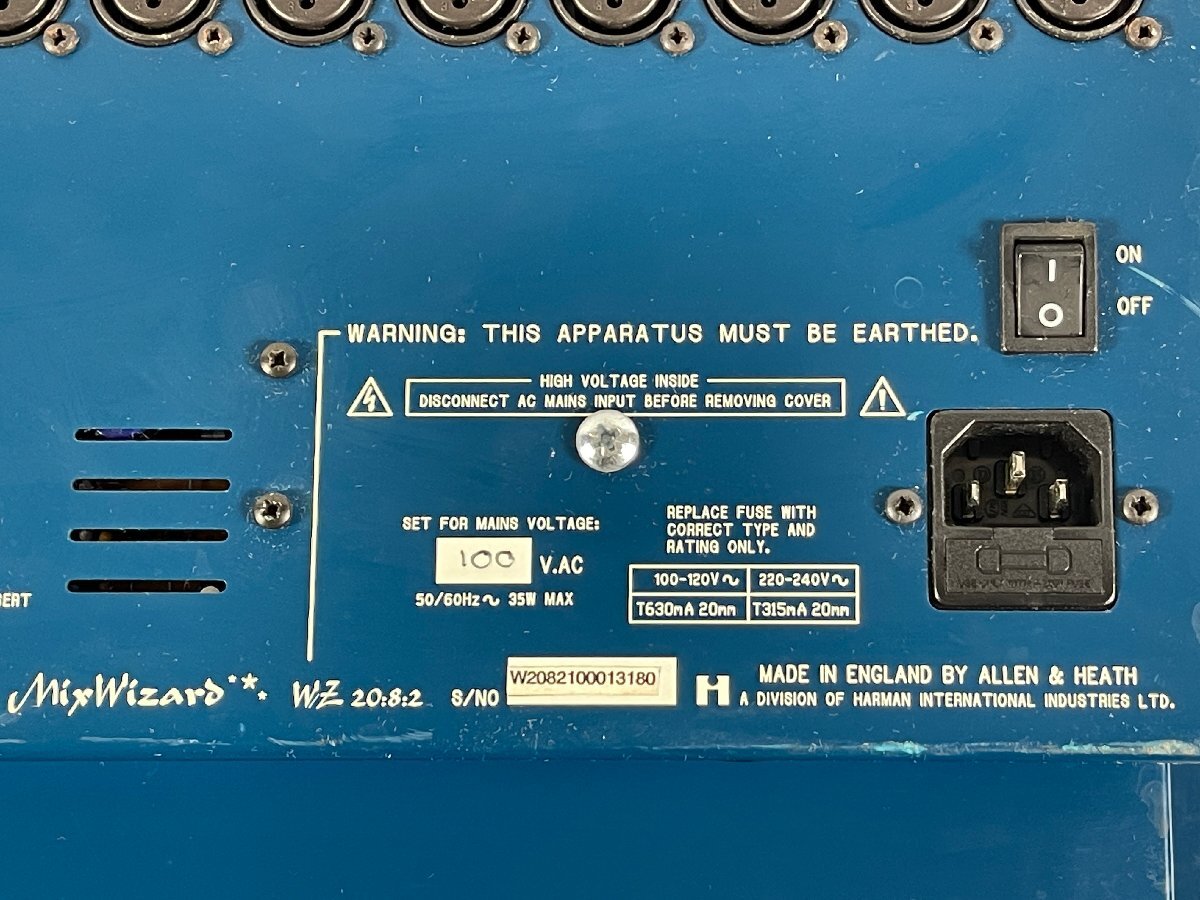 ON
OFF
WARNING: THIS APPARATUS MUST BE EARTHED.
HIGH VOLTAGE INSIDE
DISCONNECT AC MAINS INPUT BEFORE REMOVING COVER
SET FOR MAINS VOLTAGE:
100 V.AC
50/60Hz~ 35W MAX
REPLACE FUSE WITH
CORRECT TYPE AND
RATING ONLY.
100-120V~ 220-240V~
T630mA 20mm T315mA 20mm
BERT
MixWizard WZ 20:8:2 S/NO W2082100013180
MADE IN ENGLAND BY ALLEN & HEATH
A DIVISION OF HARMAN INTERNATIONAL INDUSTRIES LTD.